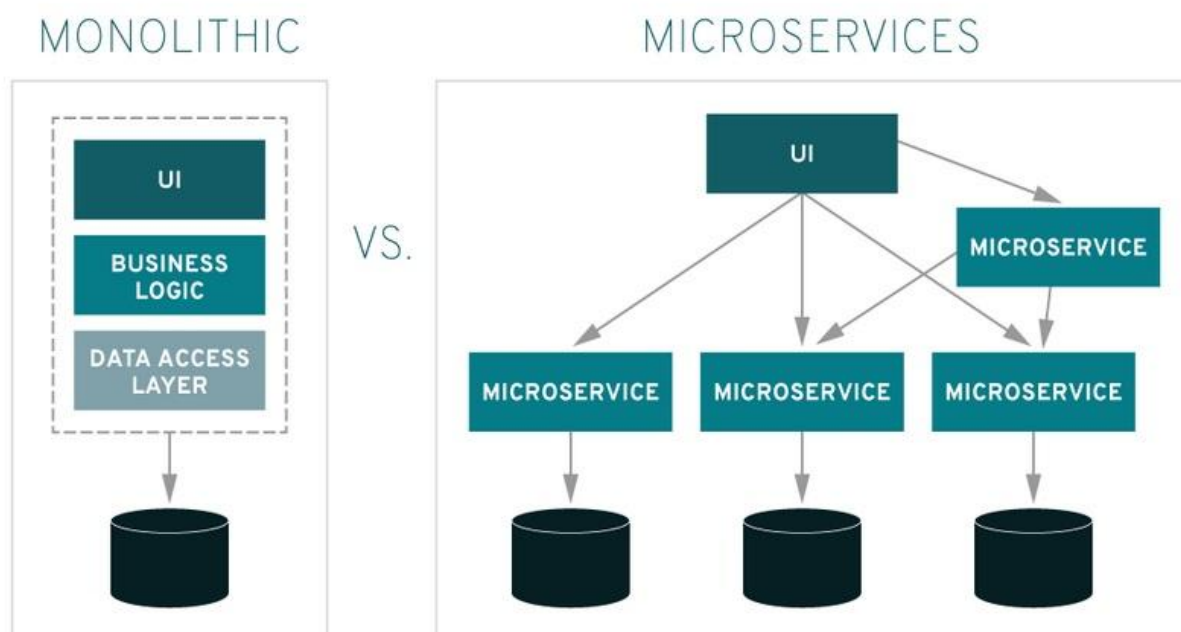 MONOLITHIC
UI
BUSINESS
LOGIC
DATA ACCESS
LAYER
VS.
MICROSERVICES
UI
MICROSERVICE
MICROSERVICE
MICROSERVICE
MICROSERVICE